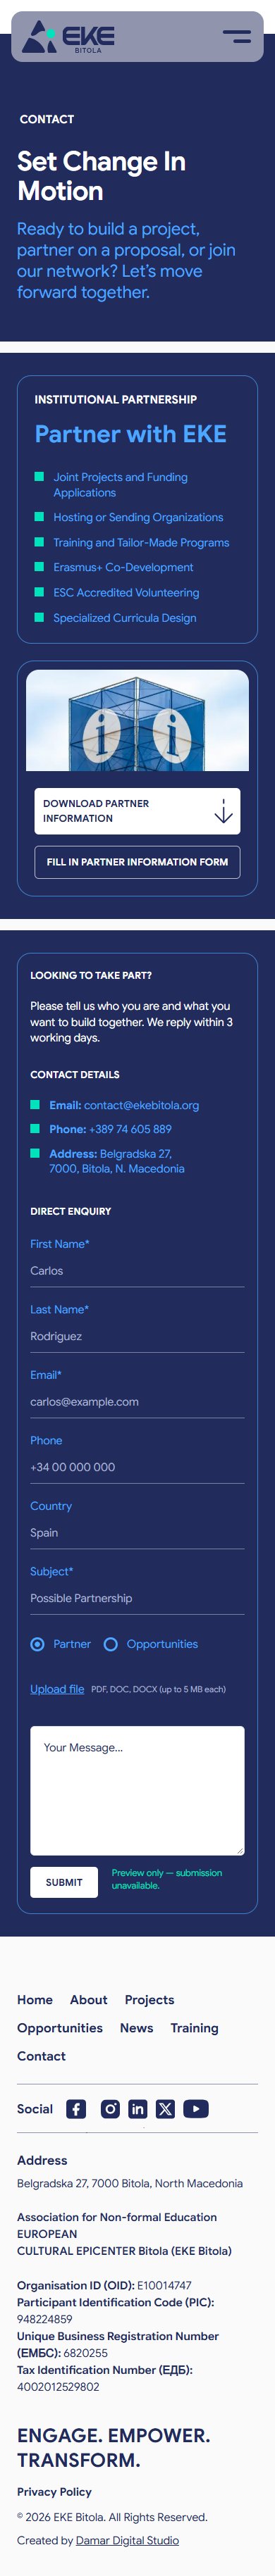 EKE
BITOLA
CONTACT
Set Change In
Motion
Ready to build a project,
partner on a proposal, or join
our network? Let’s move
forward together.
INSTITUTIONAL PARTNERSHIP
Partner with EKE
Joint Projects and Funding
Applications
Hosting or Sending Organizations
Training and Tailor-Made Programs
Erasmus+ Co-Development
ESC Accredited Volunteering
Specialized Curricula Design
i i
DOWNLOAD PARTNER
INFORMATION
FILL IN PARTNER INFORMATION FORM
LOOKING TO TAKE PART?
Please tell us who you are and what you
want to build together. We reply within 3
working days.
CONTACT DETAILS
Email: contact@ekebitola.org
Phone: +389 74 605 889
Address: Belgradska 27,
7000, Bitola, N. Macedonia
DIRECT ENQUIRY
First Name*
Carlos
Last Name*
Rodriguez
Email*
carlos@example.com
Phone
+34 00 000 000
Country
Spain
Subject*
Possible Partnership
Partner Opportunities
Upload file PDF, DOC, DOCX (up to 5 MB each)
Your Message...
SUBMIT
Preview only — submission
unavailable.
Home About Projects
Opportunities News Training
Contact
Social
Address
Belgradska 27, 7000 Bitola, North Macedonia
Association for Non-formal Education
EUROPEAN
CULTURAL EPICENTER Bitola (EKE Bitola)
Organisation ID (OID): E10014747
Participant Identification Code (PIC):
948224859
Unique Business Registration Number
(ЕМБС): 6820255
Tax Identification Number (ЕДБ):
4002012529802
ENGAGE. EMPOWER.
TRANSFORM.
Privacy Policy
© 2026 EKE Bitola. All Rights Reserved.
Created by Damar Digital Studio